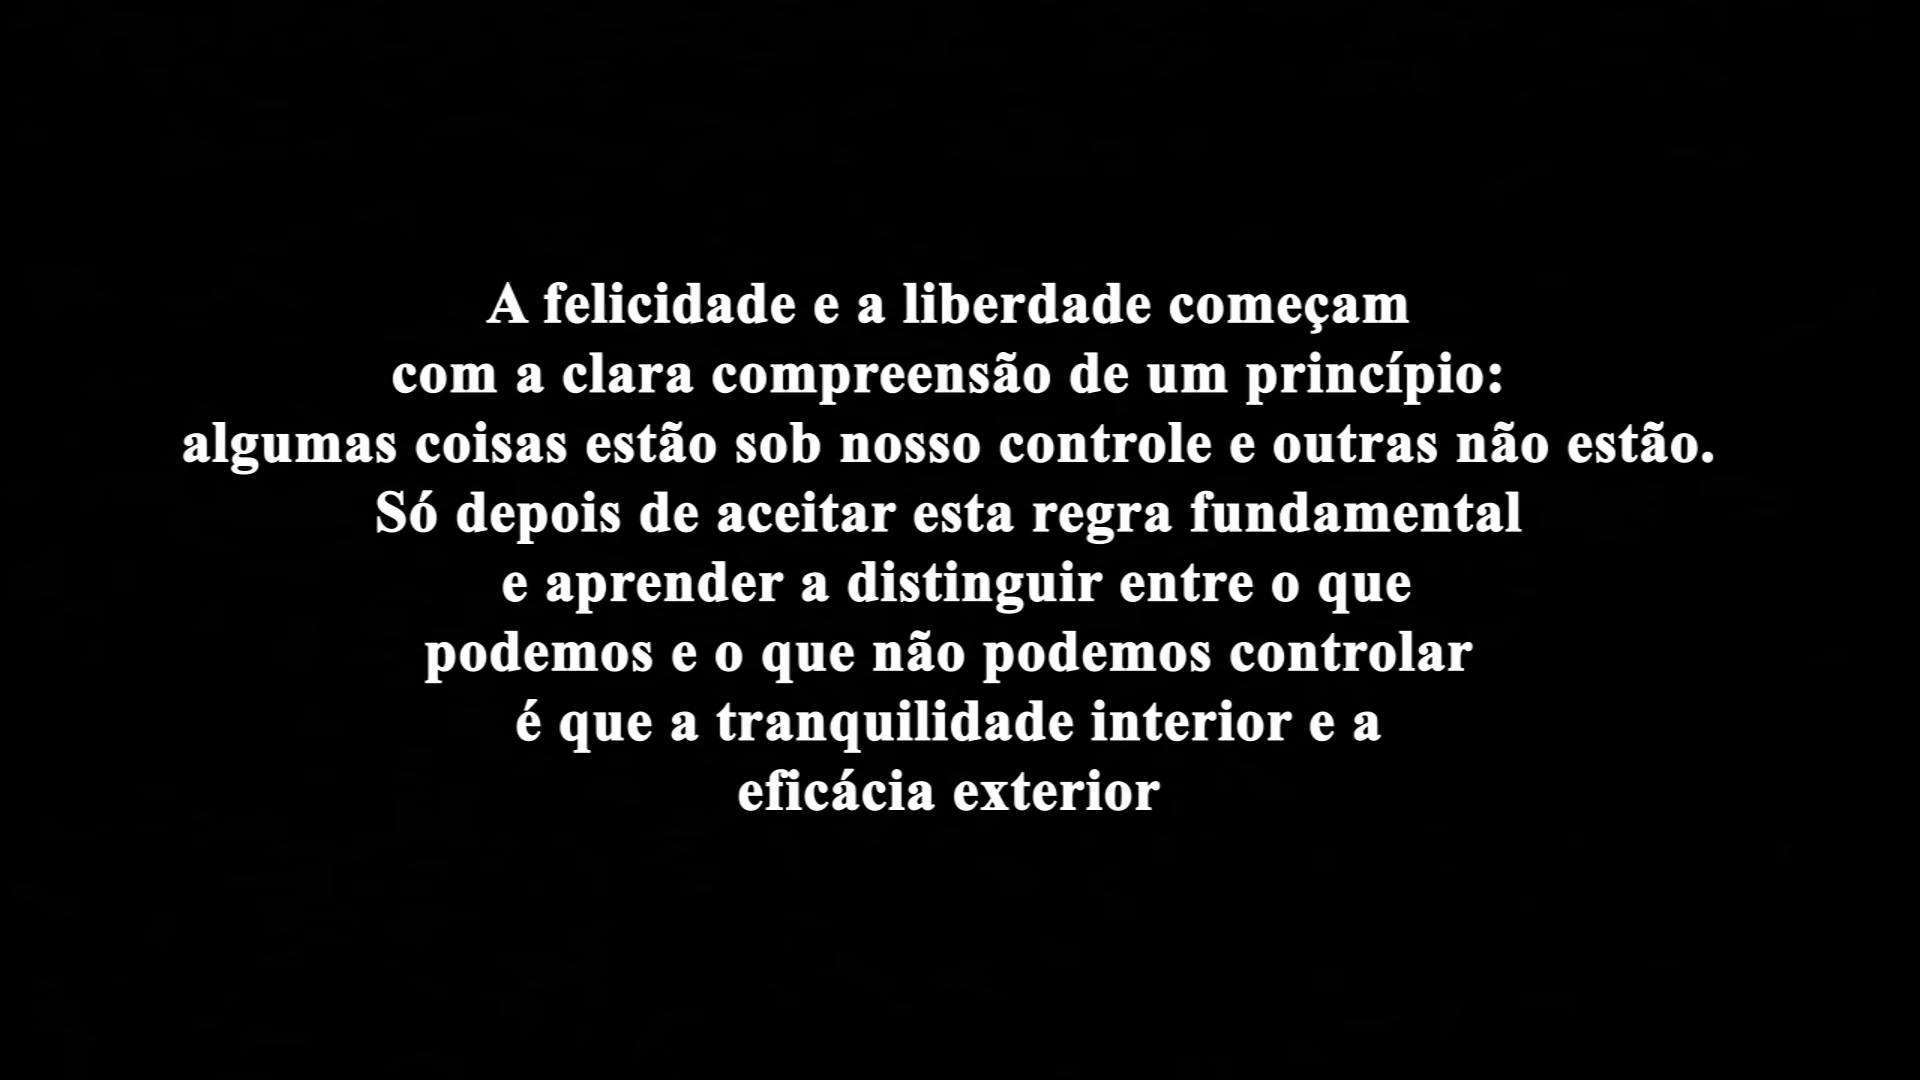 A felicidade e a liberdade começam
com a clara compreensão de um princípio:
algumas coisas estão sob nosso controle e outras não estão.
Só depois de aceitar esta regra fundamental
e aprender a distinguir entre o que
podemos e o que não podemos controlar
é que a tranquilidade interior e a
eficácia exterior